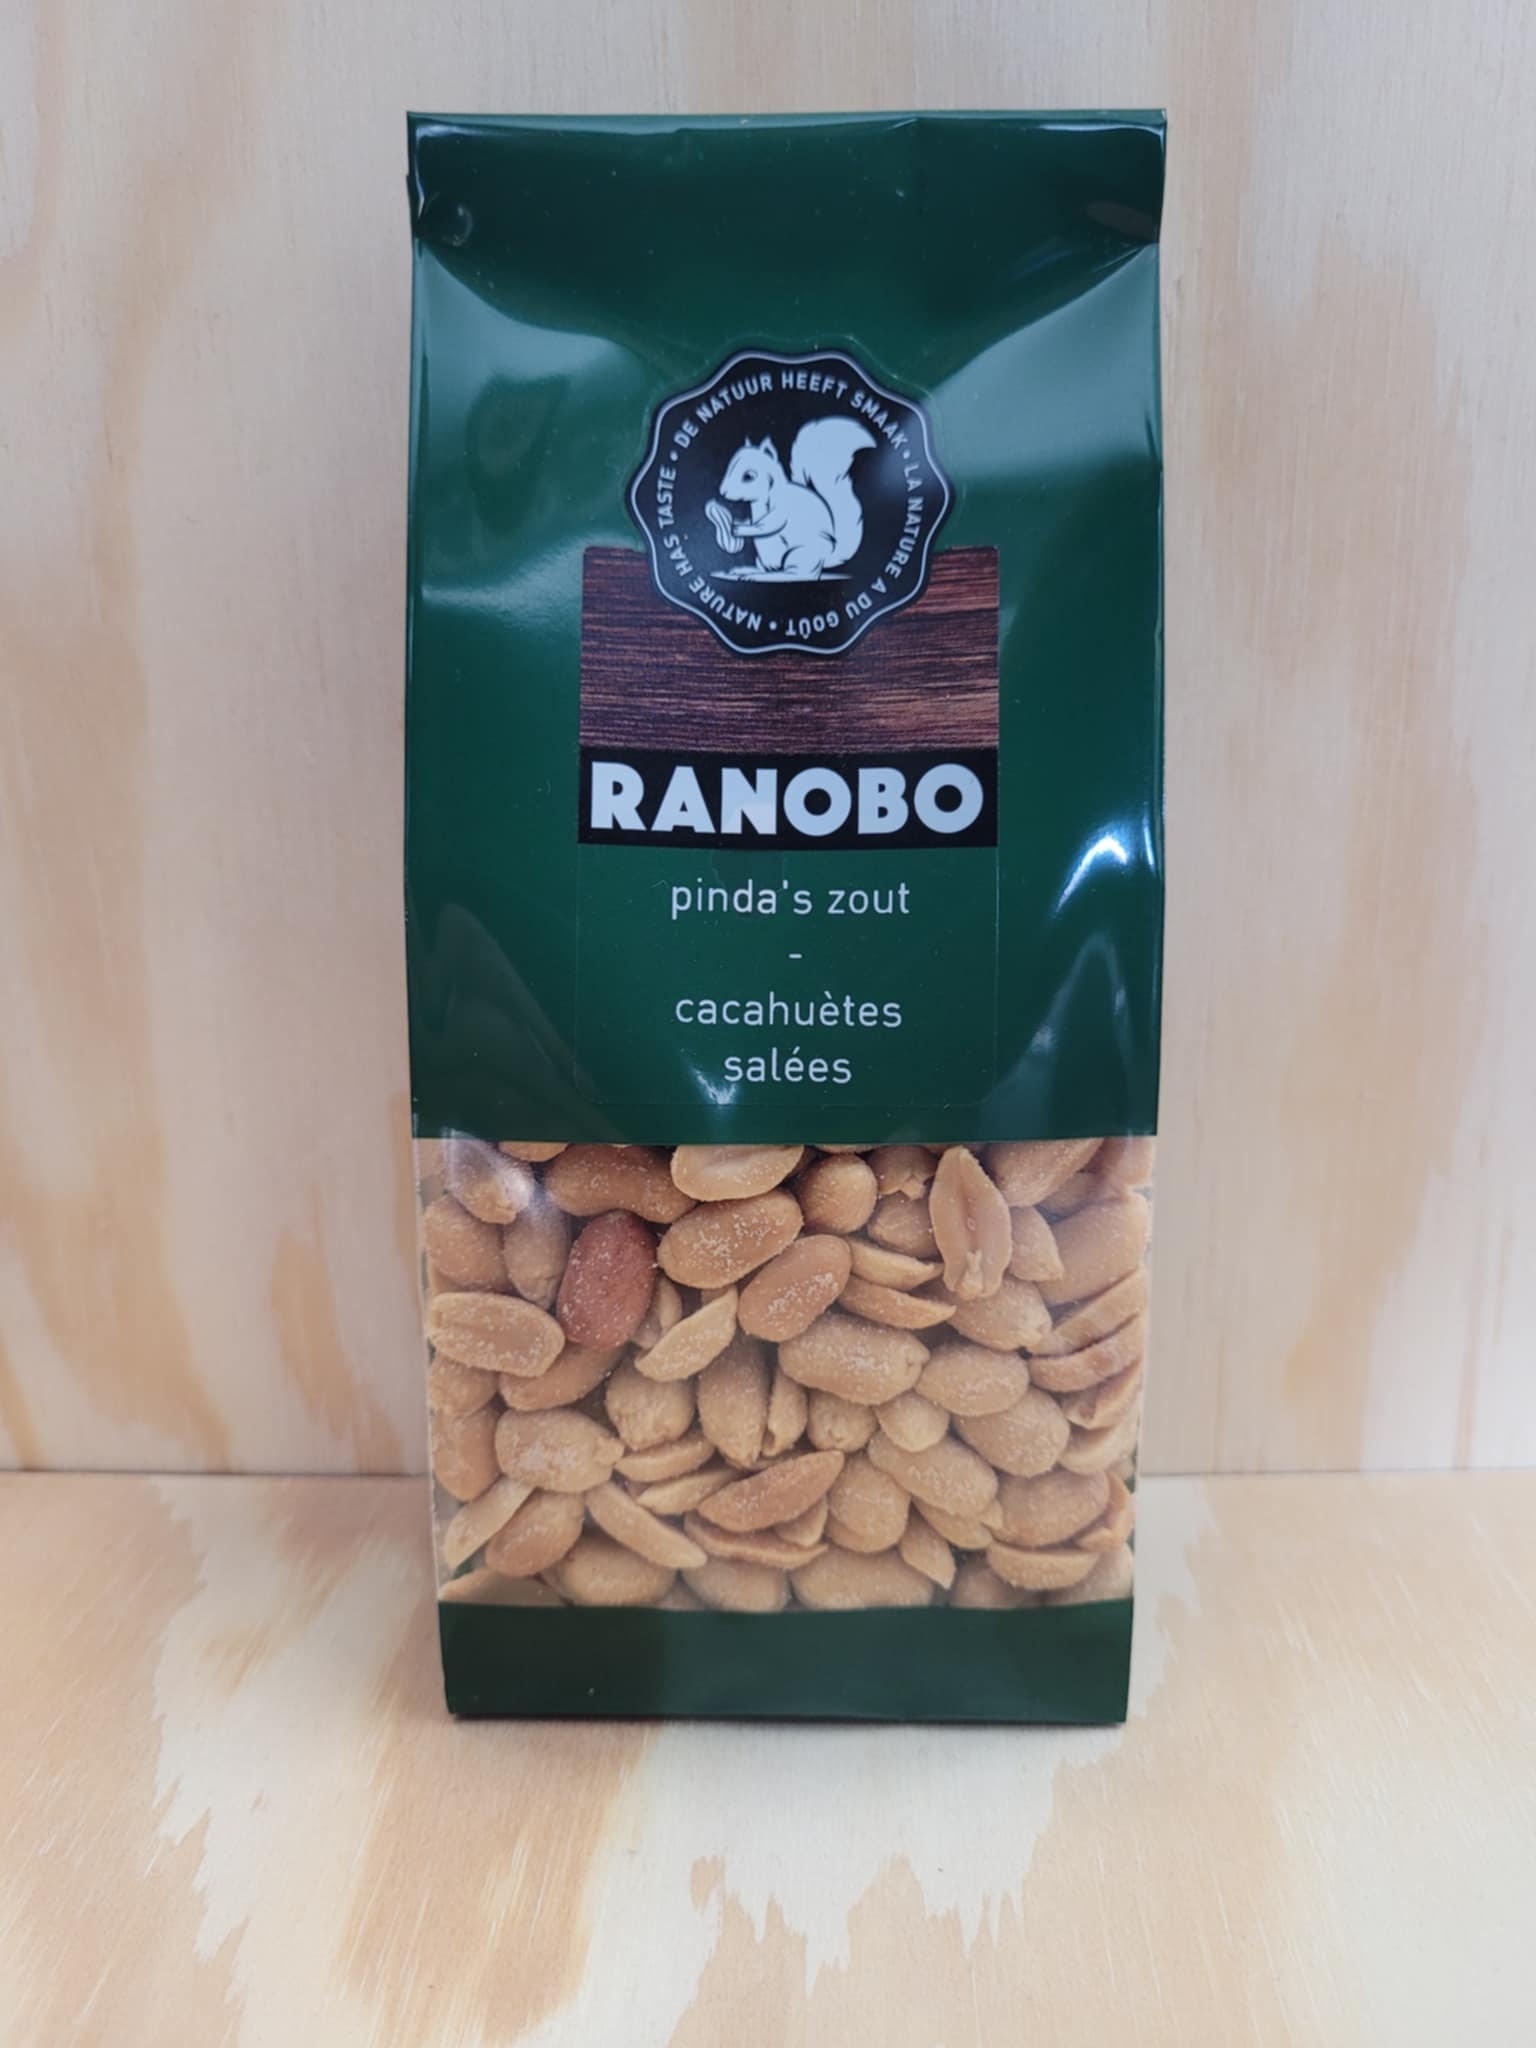 DE NATUUR HEEFT SMAAK • LA NATURE A DU GOÛT • NATURE HAS TASTE •
RANOBO
pinda's zout
-
cacahuètes
salées